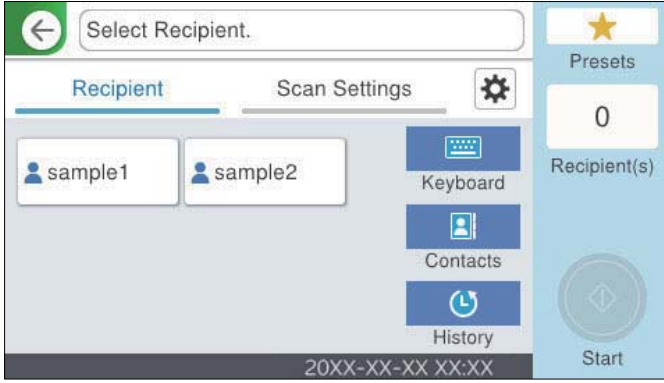 Select Recipient.
Presets
Recipient
Scan Settings
0
Recipient(s)
sample1
sample2
Keyboard
Contacts
History
Start
20XX-XX-XX XX:XX